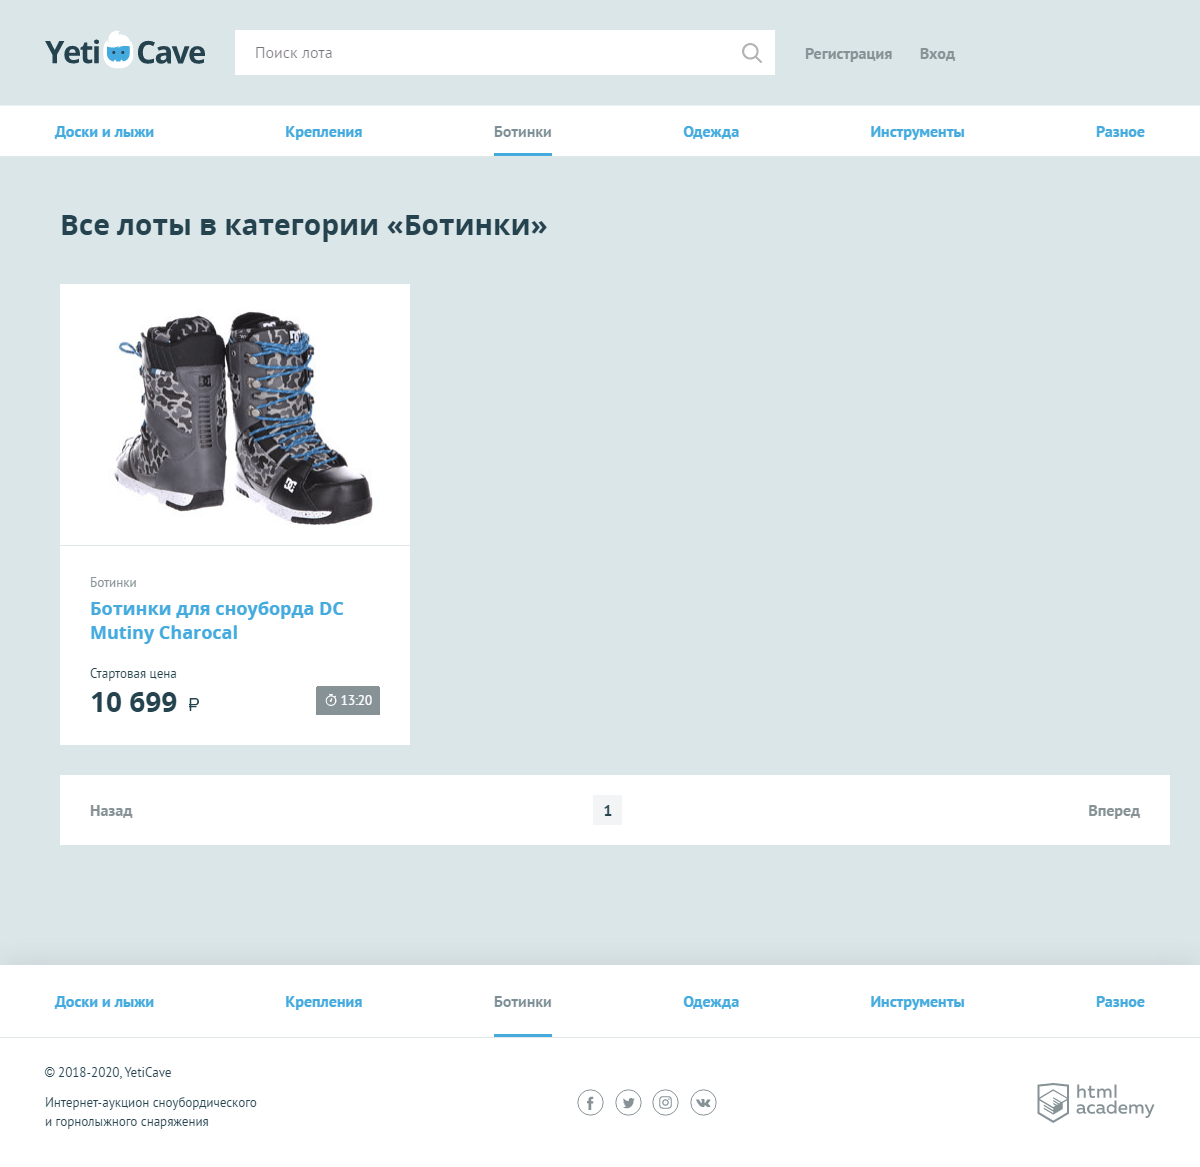 Yeti Cave
Поиск лота
Регистрация
Вход
Доски и лыжи
Крепления
Ботинки
Одежда
Инструменты
Разное
Все лоты в категории «Ботинки»
Ботинки
Ботинки для сноуборда DC
Mutiny Charocal
Стартовая цена
10 699 ₽
13:20
Назад
1
Вперед
Доски и лыжи
Крепления
Ботинки
Одежда
Инструменты
Разное
© 2018-2020, YetiCave
Интернет-аукцион сноубордического
и горнолыжного снаряжения
html
academy